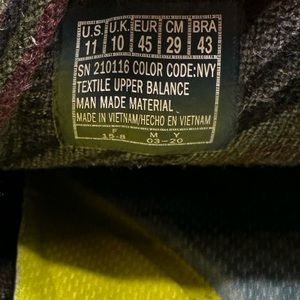 U.S. U.K. EUR CM BRA
11 10 45 29 43
SN 210116 COLOR CODE:NVY
TEXTILE UPPER BALANCE
MAN MADE MATERIAL
MADE IN VIETNAM/HECHO EN VIETNAM
F M Y
15-8 03-20